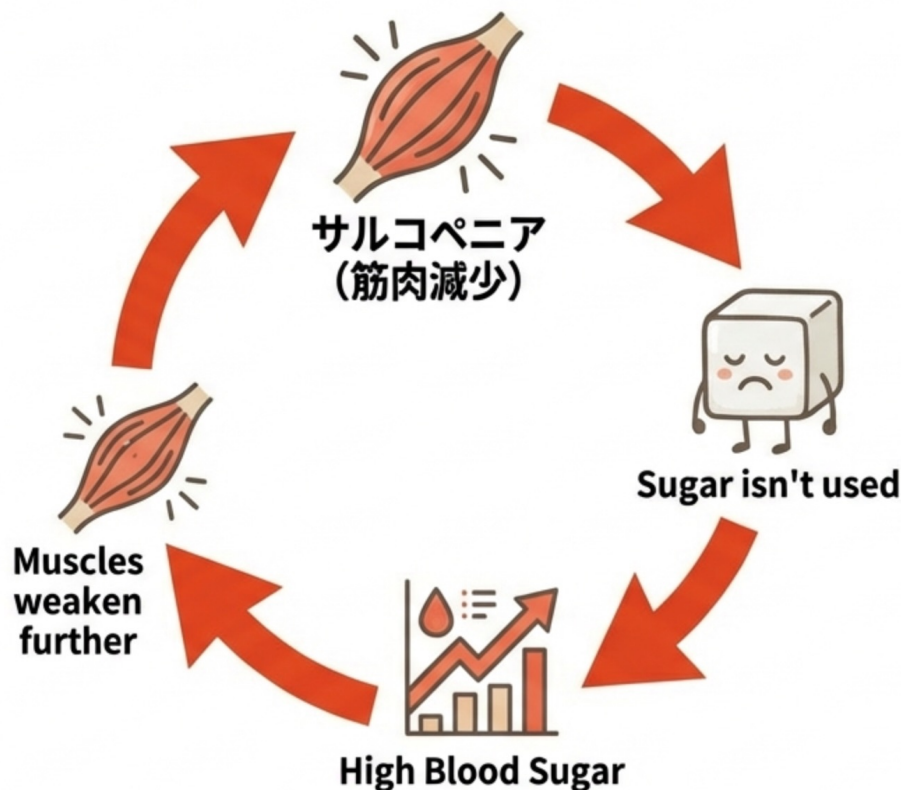 サルコペニア
（筋肉減少）
Sugar isn't used
High Blood Sugar
Muscles
weaken
further